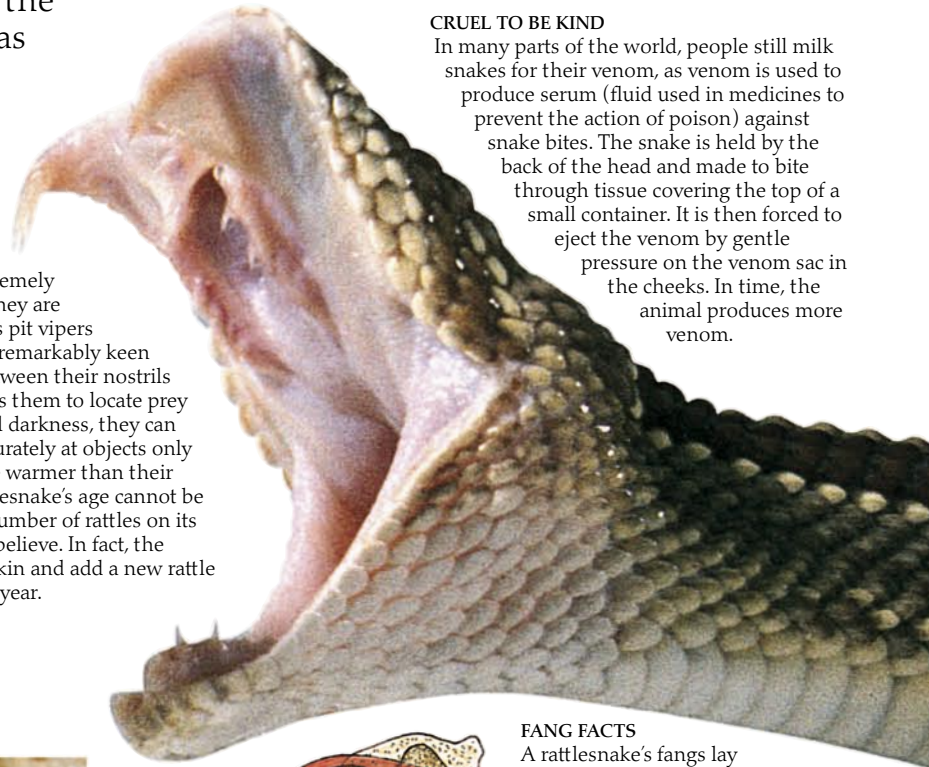 the
as
emely
hey are
s pit vipers
remarkably keen
ween their nostrils
s them to locate prey
l darkness, they can
urately at objects only
warmer than their
lesnake's age cannot be
umber of rattles on its
believe. In fact, the
kin and add a new rattle
year.
CRUEL TO BE KIND
In many parts of the world, people still milk
snakes for their venom, as venom is used to
produce serum (fluid used in medicines to
prevent the action of poison) against
snake bites. The snake is held by the
back of the head and made to bite
through tissue covering the top of a
small container. It is then forced to
eject the venom by gentle
pressure on the venom sac in
the cheeks. In time, the
animal produces more
venom.
FANG FACTS
A rattlesnake's fangs lay